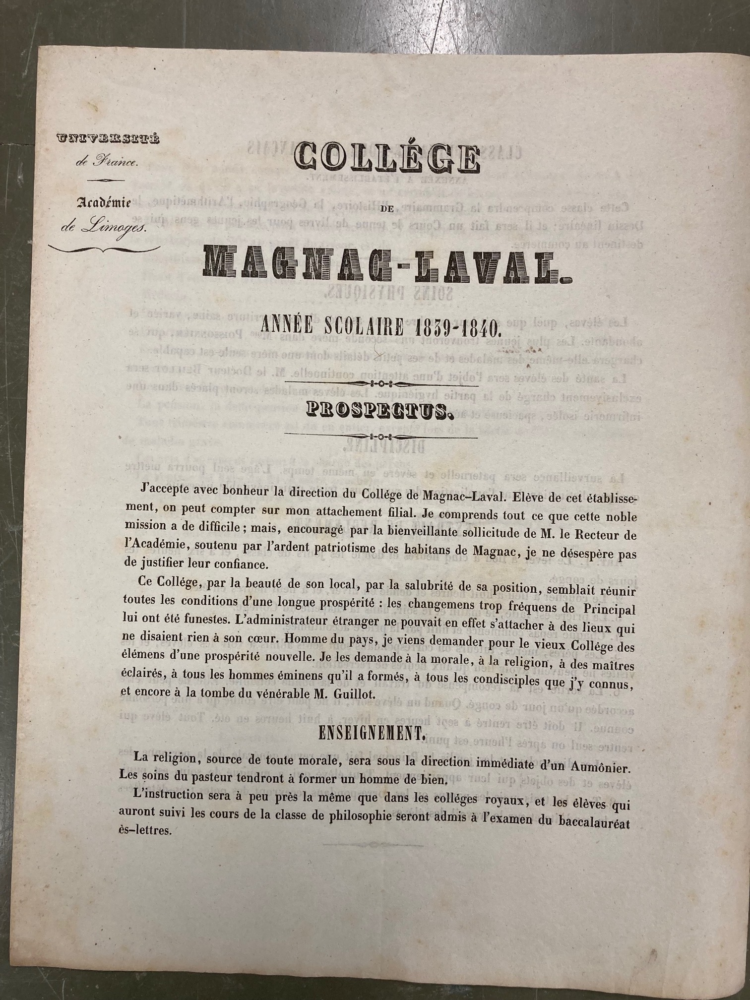 UNIVERSITÉ
de France.
Académie
de Limoges.
COLLÉGE
DE
MAGNAC-LAVAL.
ANNÉE SCOLAIRE 1839-1840.
PROSPECTUS.
J'accepte avec bonheur la direction du Collége de Magnac-Laval. Elève de cet établisse-
ment, on peut compter sur mon attachement filial. Je comprends tout ce que cette noble
mission a de difficile ; mais, encouragé par la bienveillante sollicitude de M. le Recteur de
l'Académie, soutenu par l'ardent patriotisme des habitans de Magnac, je ne désespère pas
de justifier leur confiance.
Ce Collége, par la beauté de son local, par la salubrité de sa position, semblait réunir
toutes les conditions d'une longue prospérité : les changemens trop fréquens de Principal
lui ont été funestes. L'administrateur étranger ne pouvait en effet s'attacher à des lieux qui
ne disaient rien à son cœur. Homme du pays, je viens demander pour le vieux Collége des
élémens d'une prospérité nouvelle. Je les demande à la morale, à la religion, à des maîtres
éclairés, à tous les hommes éminens qu'il a formés, à tous les condisciples que j'y connus,
et encore à la tombe du vénérable M. Guillot.
ENSEIGNEMENT.
La religion, source de toute morale, sera sous la direction immédiate d'un Aumônier.
Les soins du pasteur tendront à former un homme de bien.
L'instruction sera à peu près la même que dans les colléges royaux, et les élèves qui
auront suivi les cours de la classe de philosophie seront admis à l'examen du baccalauréat
ès-lettres.